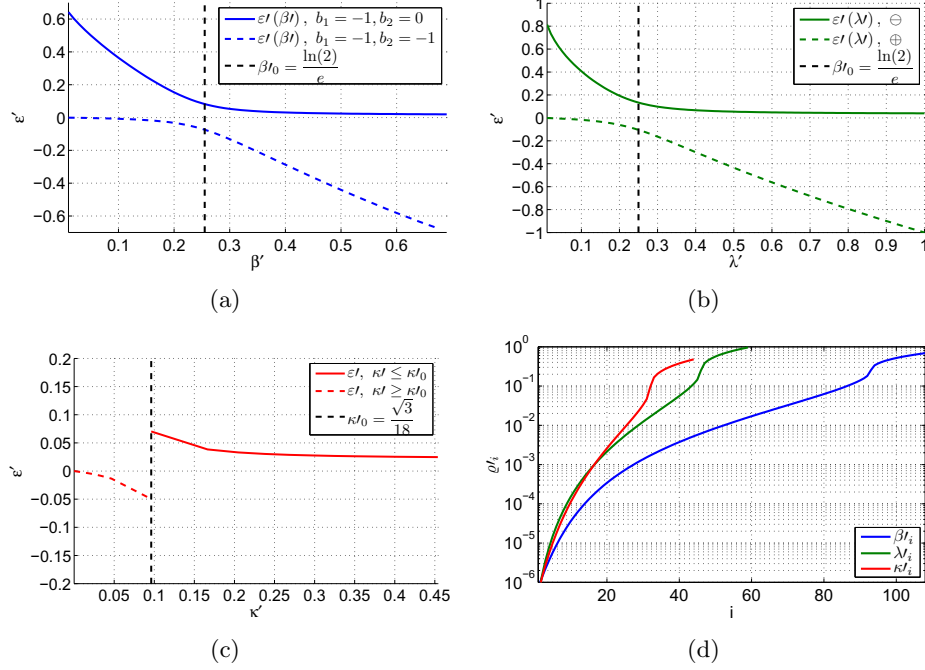 0.6
0.4
0.2
0
−0.2
−0.4
−0.6
ε′
ε′ (β′) , b₁ = −1, b₂ = 0
ε′ (β′) , b₁ = −1, b₂ = −1
β′₀ = ln(2)/e
0.1 0.2 0.3 0.4 0.5 0.6
β′
(a)
1
0.8
0.6
0.4
0.2
0
−0.2
−0.4
−0.6
−0.8
−1
ε′
ε′ (λ′) , ⊖
ε′ (λ′) , ⊕
β′₀ = ln(2)/e
0.1 0.2 0.3 0.4 0.5 0.6 0.7 0.8 0.9 1
λ′
(b)
0.2
0.15
0.1
0.05
0
−0.05
−0.1
−0.15
−0.2
ε′
ε′, κ′ ≤ κ′₀
ε′, κ′ ≥ κ′₀
κ′₀ = √3/18
0.05 0.1 0.15 0.2 0.25 0.3 0.35 0.4 0.45
κ′
(c)
10⁰
10⁻¹
10⁻²
10⁻³
10⁻⁴
10⁻⁵
10⁻⁶
ϱ′ᵢ
β′ᵢ
λ′ᵢ
κ′ᵢ
20 40 60 80 100
i
(d)